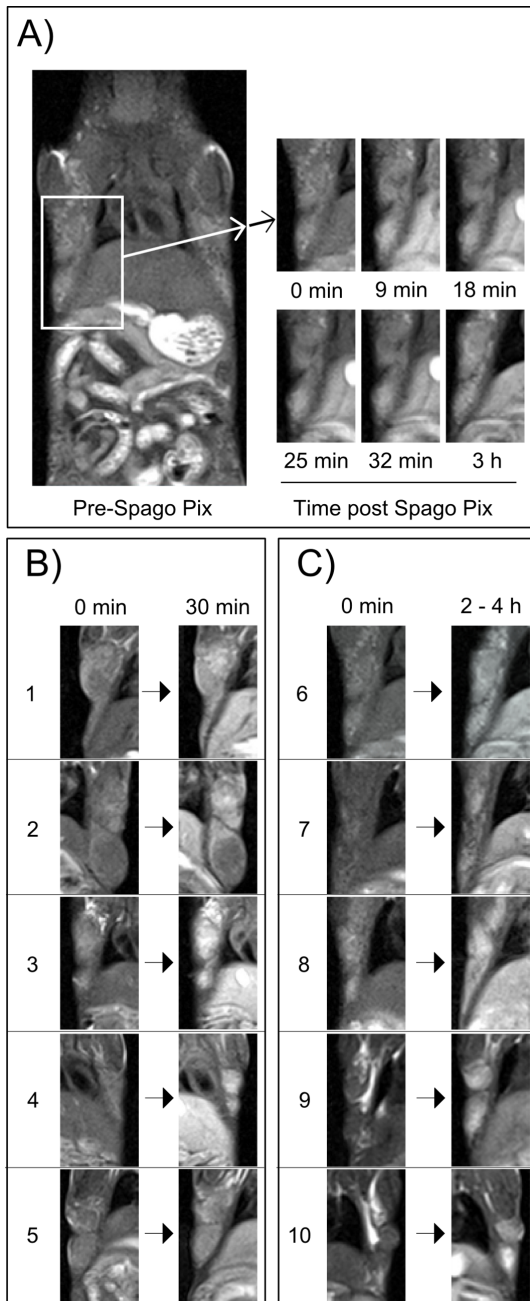 A)
0 min 9 min 18 min
25 min 32 min 3 h
Pre-Spago Pix Time post Spago Pix
B)
0 min 30 min
1
2
3
4
5
C)
0 min 2 - 4 h
6
7
8
9
10